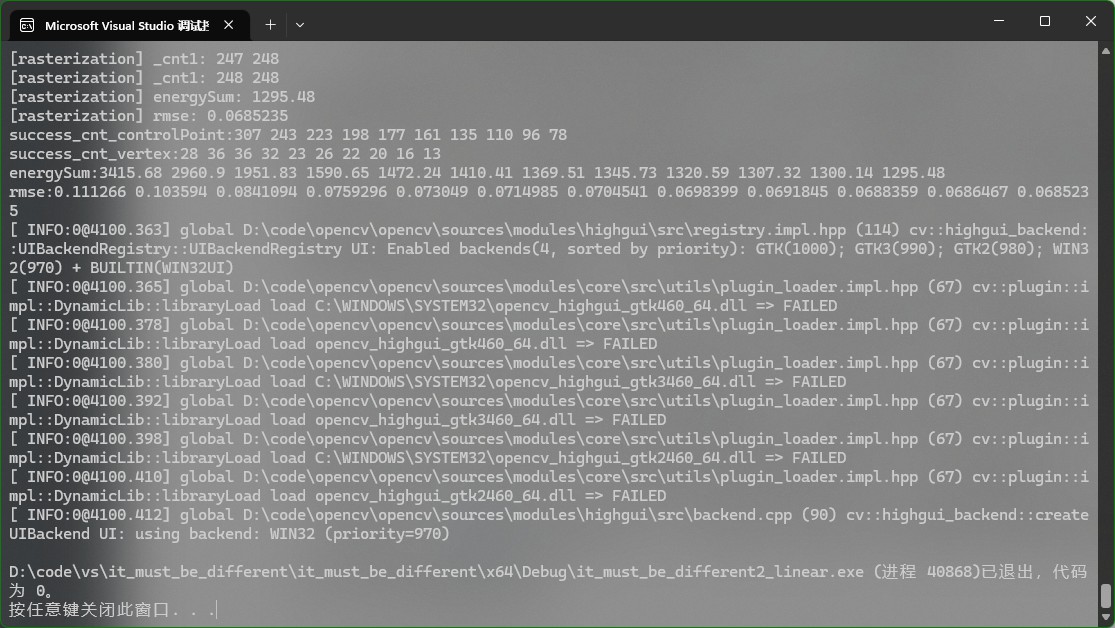 Microsoft Visual Studio 调试控
[rasterization] _cnt1: 247 248
[rasterization] _cnt1: 248 248
[rasterization] energySum: 1295.48
[rasterization] rmse: 0.0685235
success_cnt_controlPoint:307 243 223 198 177 161 135 110 96 78
success_cnt_vertex:28 36 36 32 23 26 22 20 16 13
energySum:3415.68 2960.9 1951.83 1590.65 1472.24 1410.41 1369.51 1345.73 1320.59 1307.32 1300.14 1295.48
rmse:0.111266 0.103594 0.0841094 0.0759296 0.073049 0.0714985 0.0704541 0.0698399 0.0691845 0.0688359 0.0686467 0.068523
5
[ INFO:0@4100.363] global D:\code\opencv\opencv\sources\modules\highgui\src\registry.impl.hpp (114) cv::highgui_backend:
:UIBackendRegistry::UIBackendRegistry UI: Enabled backends(4, sorted by priority): GTK(1000); GTK3(990); GTK2(980); WIN3
2(970) + BUILTIN(WIN32UI)
[ INFO:0@4100.365] global D:\code\opencv\opencv\sources\modules\core\src\utils\plugin_loader.impl.hpp (67) cv::plugin::i
mpl::DynamicLib::libraryLoad load C:\WINDOWS\SYSTEM32\opencv_highgui_gtk460_64.dll => FAILED
[ INFO:0@4100.378] global D:\code\opencv\opencv\sources\modules\core\src\utils\plugin_loader.impl.hpp (67) cv::plugin::i
mpl::DynamicLib::libraryLoad load opencv_highgui_gtk460_64.dll => FAILED
[ INFO:0@4100.380] global D:\code\opencv\opencv\sources\modules\core\src\utils\plugin_loader.impl.hpp (67) cv::plugin::i
mpl::DynamicLib::libraryLoad load C:\WINDOWS\SYSTEM32\opencv_highgui_gtk3460_64.dll => FAILED
[ INFO:0@4100.392] global D:\code\opencv\opencv\sources\modules\core\src\utils\plugin_loader.impl.hpp (67) cv::plugin::i
mpl::DynamicLib::libraryLoad load opencv_highgui_gtk3460_64.dll => FAILED
[ INFO:0@4100.398] global D:\code\opencv\opencv\sources\modules\core\src\utils\plugin_loader.impl.hpp (67) cv::plugin::i
mpl::DynamicLib::libraryLoad load C:\WINDOWS\SYSTEM32\opencv_highgui_gtk2460_64.dll => FAILED
[ INFO:0@4100.410] global D:\code\opencv\opencv\sources\modules\core\src\utils\plugin_loader.impl.hpp (67) cv::plugin::i
mpl::DynamicLib::libraryLoad load opencv_highgui_gtk2460_64.dll => FAILED
[ INFO:0@4100.412] global D:\code\opencv\opencv\sources\modules\highgui\src\backend.cpp (90) cv::highgui_backend::create
UIBackend UI: using backend: WIN32 (priority=970)
D:\code\vs\it_must_be_different\it_must_be_different\x64\Debug\it_must_be_different2_linear.exe (进程 40868)已退出，代码
为 0。
按任意键关闭此窗口. . .